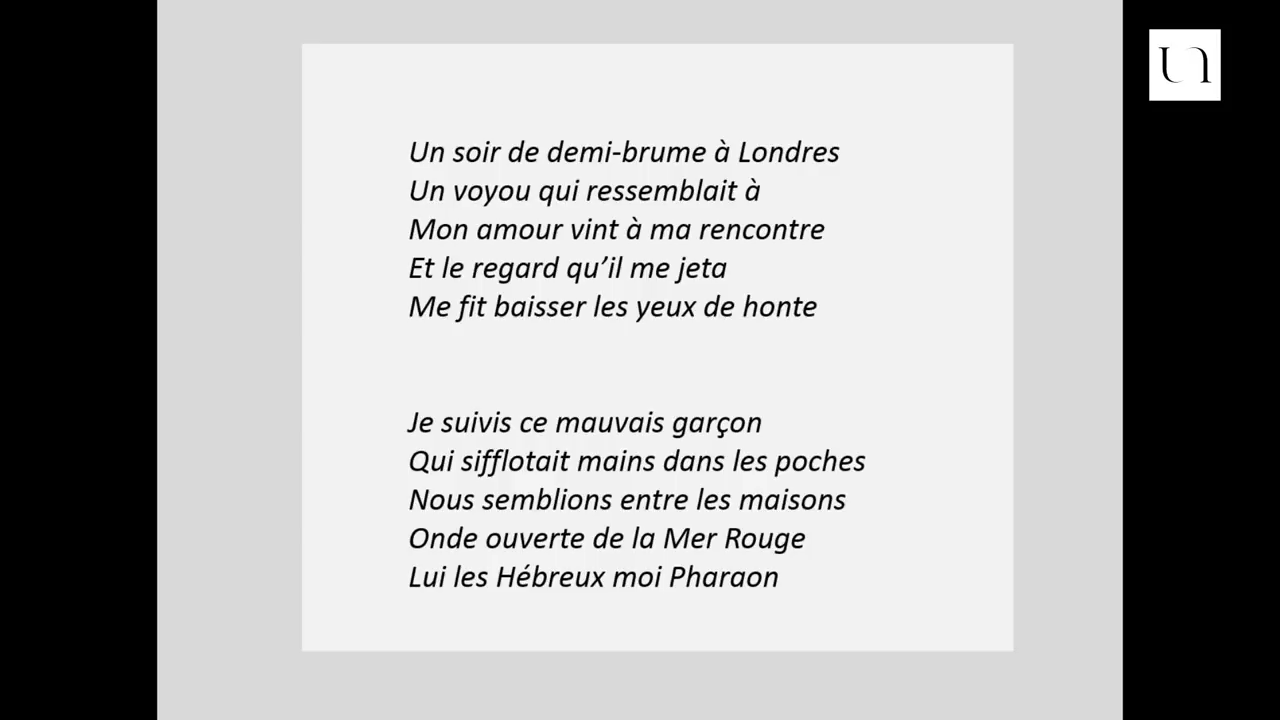 Un soir de demi-brume à Londres
Un voyou qui ressemblait à
Mon amour vint à ma rencontre
Et le regard qu’il me jeta
Me fit baisser les yeux de honte
Je suivis ce mauvais garçon
Qui sifflotait mains dans les poches
Nous semblions entre les maisons
Onde ouverte de la Mer Rouge
Lui les Hébreux moi Pharaon